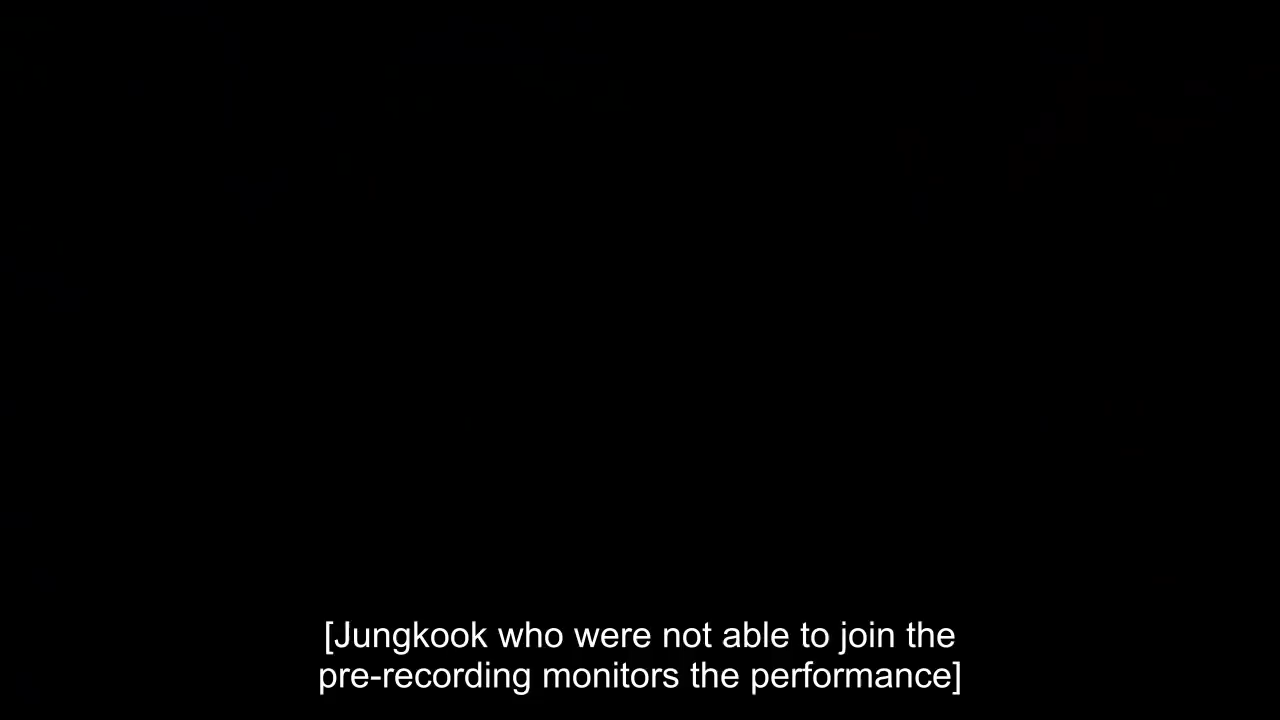 [Jungkook who were not able to join the
pre-recording monitors the performance]